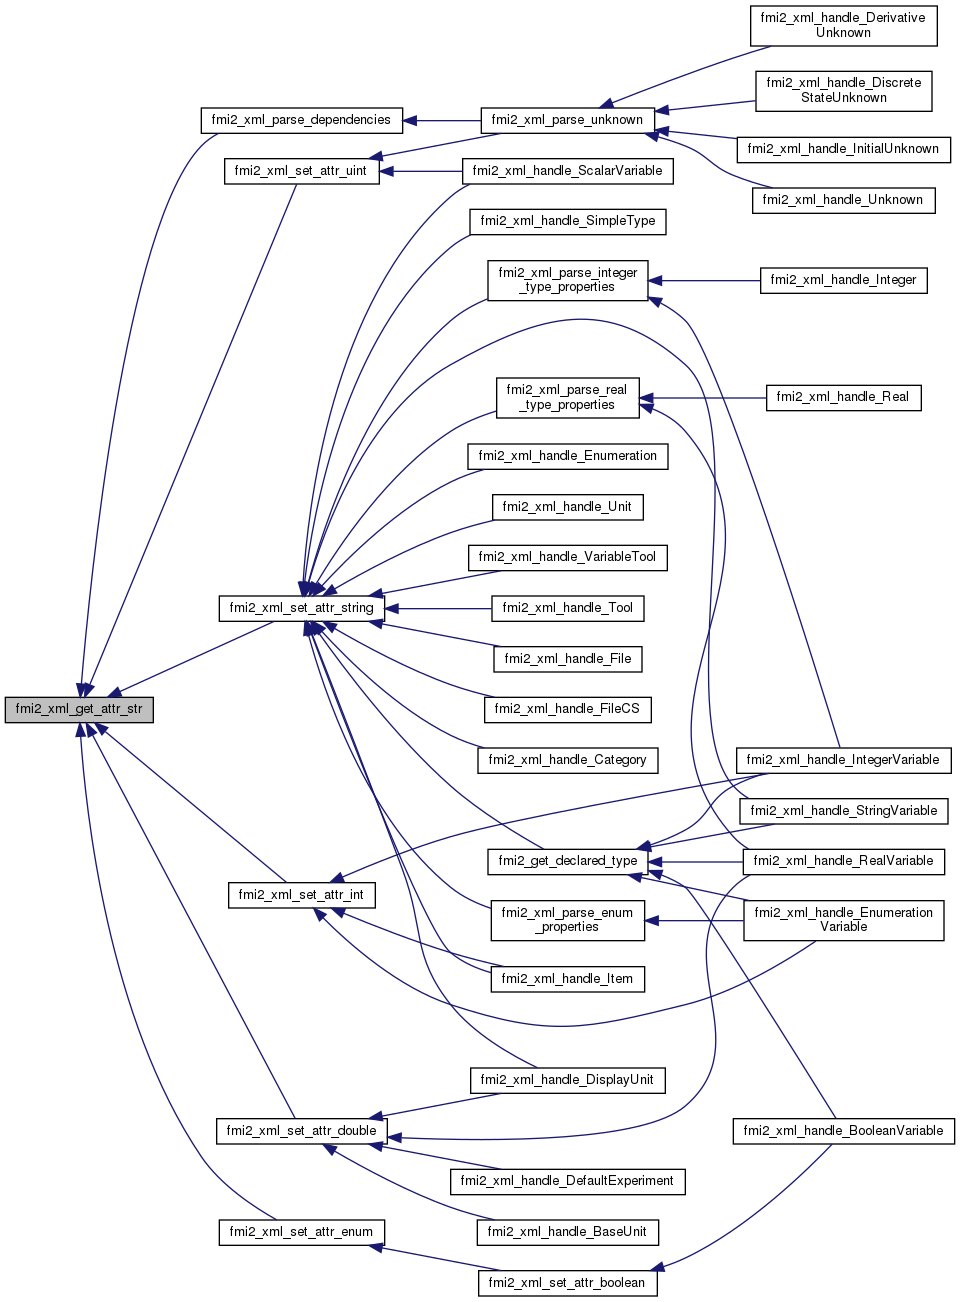 fmi2_xml_handle_Derivative
Unknown
fmi2_xml_handle_Discrete
StateUnknown
fmi2_xml_parse_dependencies
fmi2_xml_parse_unknown
fmi2_xml_handle_InitialUnknown
fmi2_xml_set_attr_uint
fmi2_xml_handle_ScalarVariable
fmi2_xml_handle_Unknown
fmi2_xml_handle_SimpleType
fmi2_xml_parse_integer
_type_properties
fmi2_xml_handle_Integer
fmi2_xml_parse_real
_type_properties
fmi2_xml_handle_Real
fmi2_xml_handle_Enumeration
fmi2_xml_handle_Unit
fmi2_xml_handle_VariableTool
fmi2_xml_set_attr_string
fmi2_xml_handle_Tool
fmi2_xml_handle_File
fmi2_xml_get_attr_str
fmi2_xml_handle_FileCS
fmi2_xml_handle_Category
fmi2_xml_handle_IntegerVariable
fmi2_xml_handle_StringVariable
fmi2_get_declared_type
fmi2_xml_handle_RealVariable
fmi2_xml_set_attr_int
fmi2_xml_parse_enum
_properties
fmi2_xml_handle_Enumeration
Variable
fmi2_xml_handle_Item
fmi2_xml_handle_DisplayUnit
fmi2_xml_set_attr_double
fmi2_xml_handle_BooleanVariable
fmi2_xml_handle_DefaultExperiment
fmi2_xml_set_attr_enum
fmi2_xml_handle_BaseUnit
fmi2_xml_set_attr_boolean